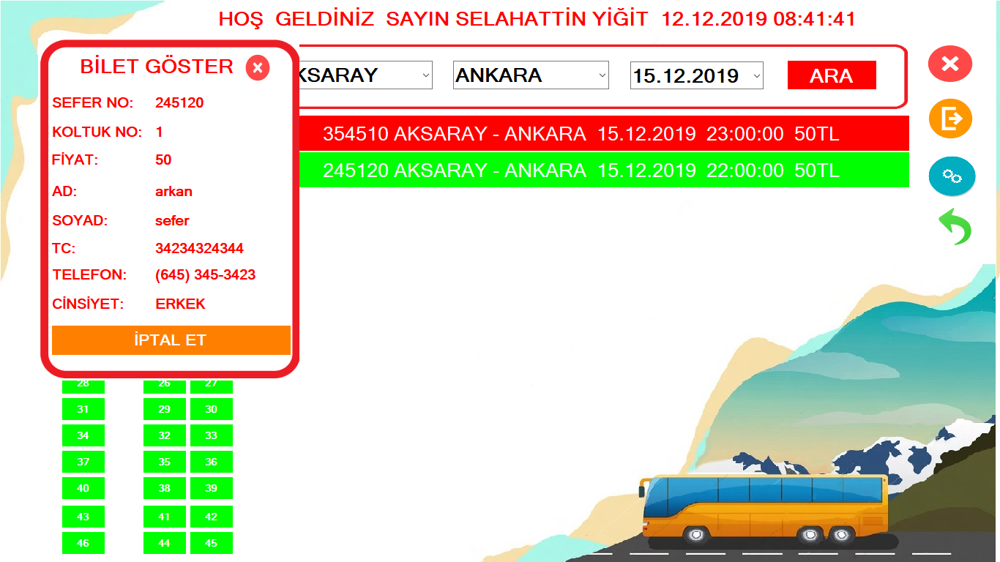 HOŞ GELDİNİZ SAYIN SELAHATTİN YİĞİT 12.12.2019 08:41:41
BİLET GÖSTER
SEFER NO: 245120
KOLTUK NO: 1
FİYAT: 50
AD: arkan
SOYAD: sefer
TC: 34234324344
TELEFON: (645) 345-3423
CİNSİYET: ERKEK
İPTAL ET
KSARAY ANKARA 15.12.2019 ARA
354510 AKSARAY - ANKARA 15.12.2019 23:00:00 50TL
245120 AKSARAY - ANKARA 15.12.2019 22:00:00 50TL
28 26 27
31 29 30
34 32 33
37 35 36
40 38 39
43 41 42
46 44 45